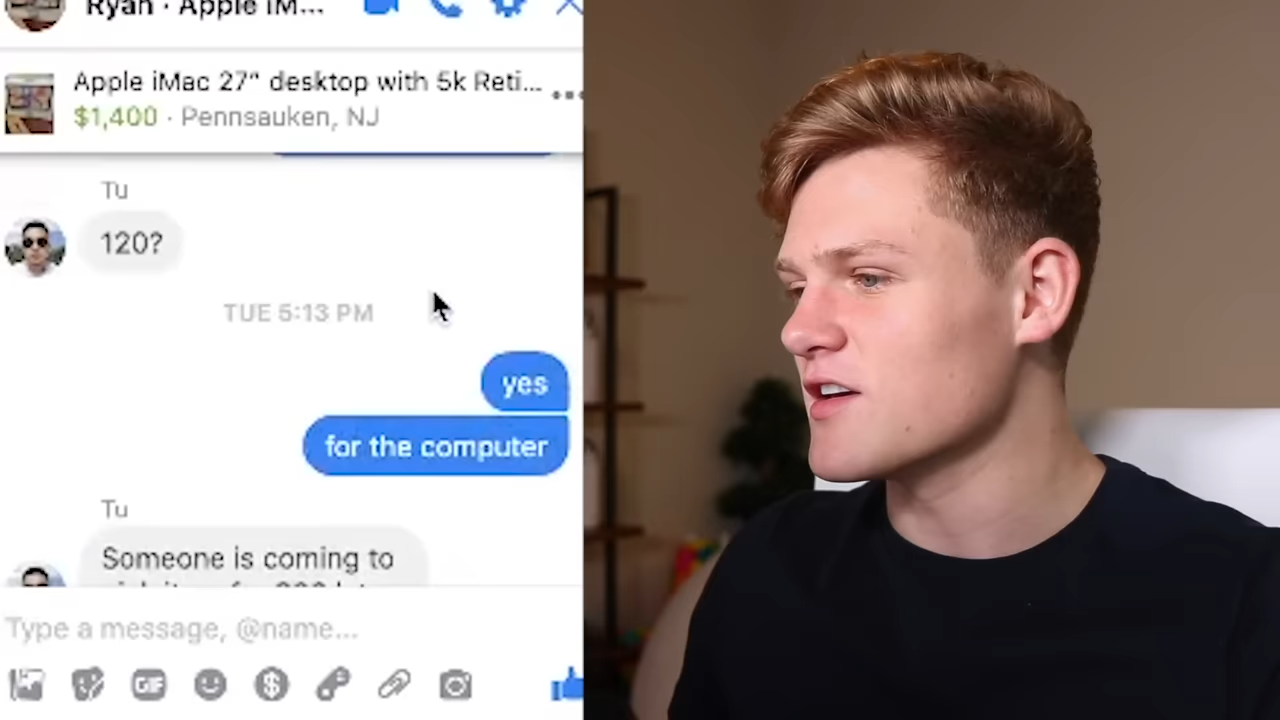 Ryan · Apple iM...
Apple iMac 27" desktop with 5k Reti...
$1,400 · Pennsauken, NJ
Tu
120?
TUE 5:13 PM
yes
for the computer
Tu
Someone is coming to
Type a message, @name...
GIF